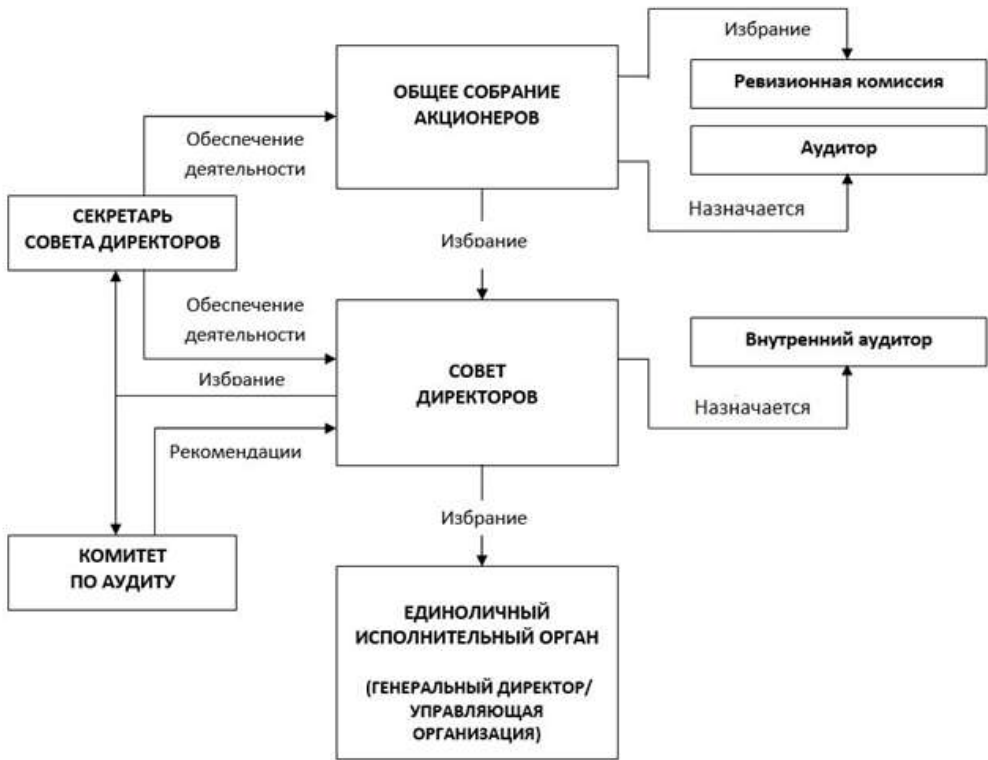 Избрание
ОБЩЕЕ СОБРАНИЕ
АКЦИОНЕРОВ
Ревизионная комиссия
Аудитор
Обеспечение
деятельности
Назначается
СЕКРЕТАРЬ
СОВЕТА ДИРЕКТОРОВ
Избрание
Обеспечение
деятельности
Внутренний аудитор
Избрание
СОВЕТ
ДИРЕКТОРОВ
Назначается
Рекомендации
Избрание
КОМИТЕТ
ПО АУДИТУ
ЕДИНОЛИЧНЫЙ
ИСПОЛНИТЕЛЬНЫЙ ОРГАН
(ГЕНЕРАЛЬНЫЙ ДИРЕКТОР/
УПРАВЛЯЮЩАЯ
ОРГАНИЗАЦИЯ)